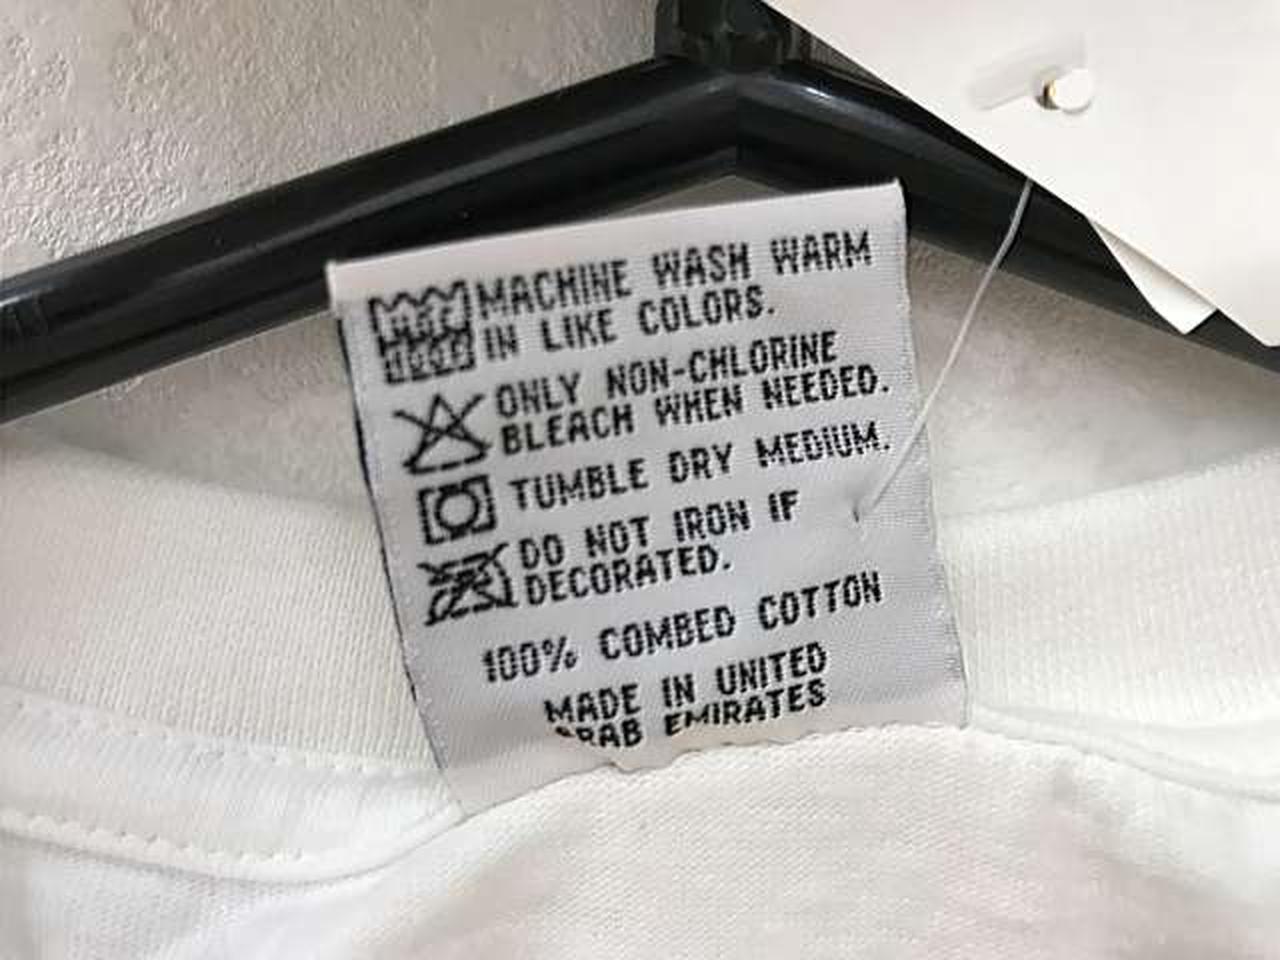 MACHINE WASH WARM
IN LIKE COLORS.
ONLY NON-CHLORINE
BLEACH WHEN NEEDED.
TUMBLE DRY MEDIUM.
DO NOT IRON IF
DECORATED.
100% COMBED COTTON
MADE IN UNITED
ARAB EMIRATES